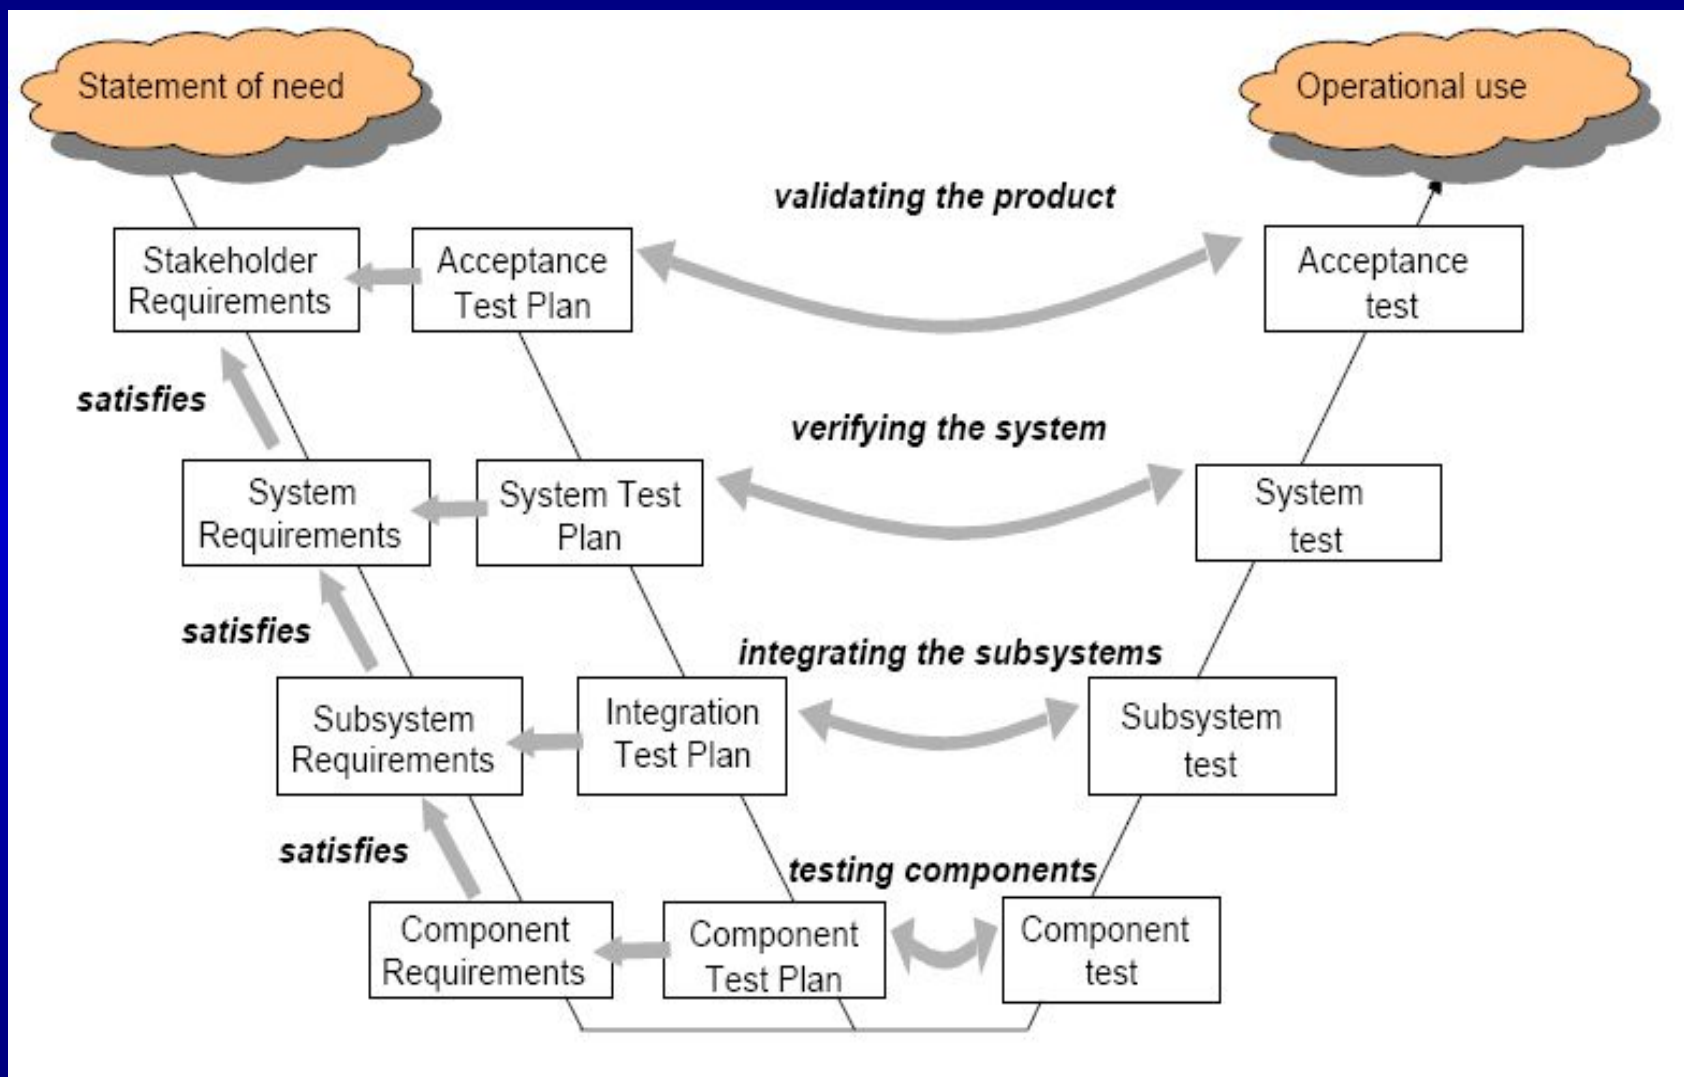 Statement of need
Operational use
validating the product
Stakeholder
Requirements
Acceptance
Test Plan
Acceptance
test
satisfies
verifying the system
System
Requirements
System Test
Plan
System
test
satisfies
integrating the subsystems
Subsystem
Requirements
Integration
Test Plan
Subsystem
test
satisfies
testing components
Component
Requirements
Component
Test Plan
Component
test